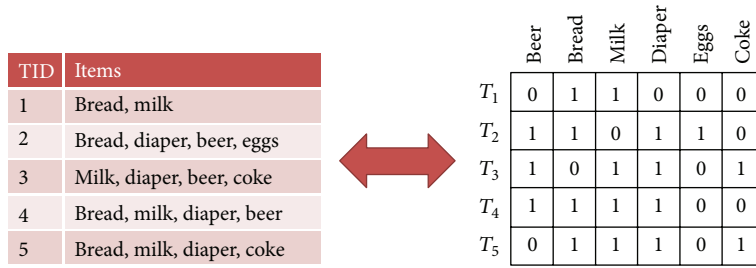 TID Items
1 Bread, milk
2 Bread, diaper, beer, eggs
3 Milk, diaper, beer, coke
4 Bread, milk, diaper, beer
5 Bread, milk, diaper, coke
Beer Bread Milk Diaper Eggs Coke
T1 0 1 1 0 0 0
T2 1 1 0 1 1 0
T3 1 0 1 1 0 1
T4 1 1 1 1 0 0
T5 0 1 1 1 0 1